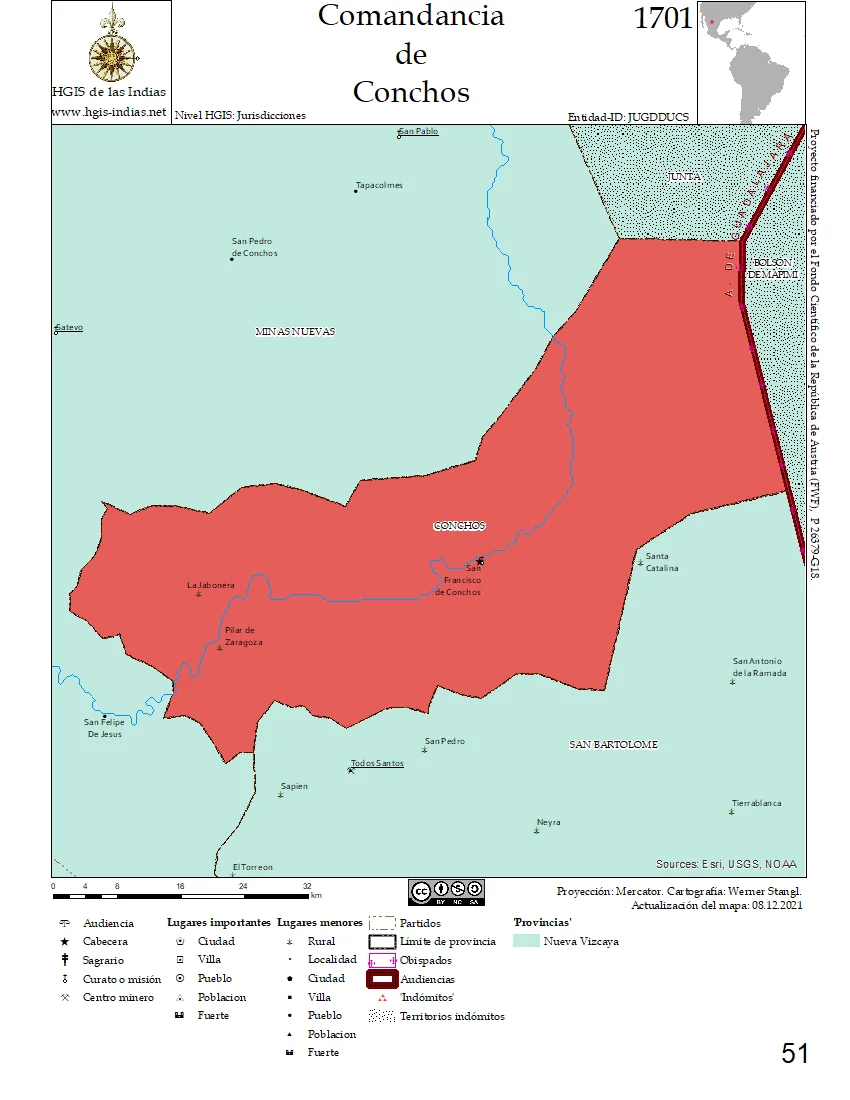 Comandancia
de
Conchos
1701
HGIS de las Indias
www.hgis-indias.net
Nivel HGIS: Jurisdicciones
Entidad-ID: JUGDDUCS
San Pablo
Tapacolmes
San Pedro
de Conchos
Satevo
MINAS NUEVAS
JUNTA
A. DE GUADALAJARA
BOLSON
DE MAPIMI
CONCHOS
San
Francisco
de Conchos
Santa
Catalina
La Jabonera
Pilar de
Zaragoza
San Antonio
de la Ramada
San Felipe
De Jesus
San Pedro
SAN BARTOLOME
Todos Santos
Sapien
Tierrablanca
Neyra
El Torreon
Sources: Esri, USGS, NOAA
Proyecto financiado por el Fondo Científico de la República de Austria (FWF), P 26379-G18.
0 4 8 16 24 32
km
cc
BY NC SA
Proyección: Mercator. Cartografía: Werner Stangl.
Actualización del mapa: 08.12.2021
Audiencia
Cabecera
Sagrario
Curato o misión
Centro minero
Lugares importantes
Ciudad
Villa
Pueblo
Poblacion
Fuerte
Lugares menores
Rural
Localidad
Ciudad
Villa
Pueblo
Poblacion
Fuerte
Partidos
Límite de provincia
Obispados
Audiencias
'Indómitos'
Territorios indómitos
'Provincias'
Nueva Vizcaya
51